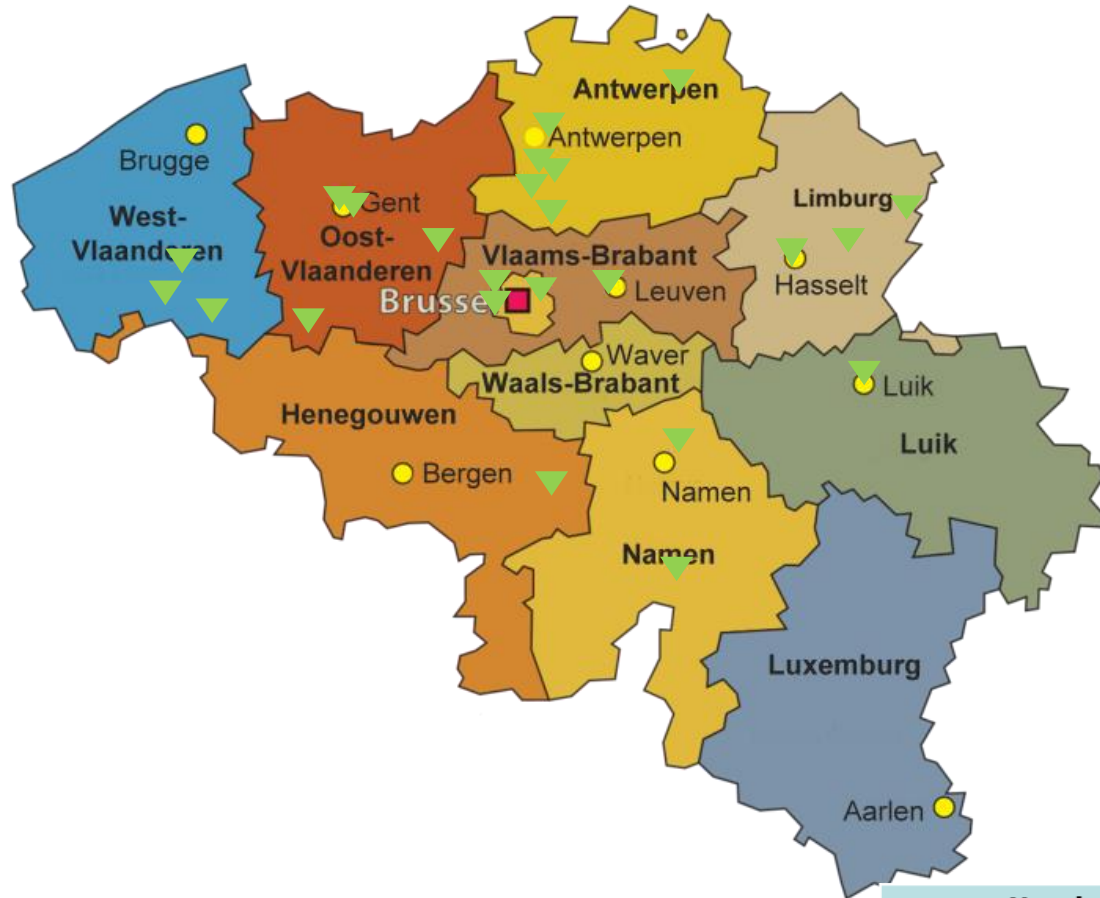 Antwerpen
Antwerpen
Brugge
West-
Vlaanderen
Gent
Oost-
Vlaanderen
Limburg
Hasselt
Vlaams-Brabant
Leuven
Brusse
Waver
Waals-Brabant
Luik
Luik
Henegouwen
Bergen
Namen
Namen
Luxemburg
Aarlen